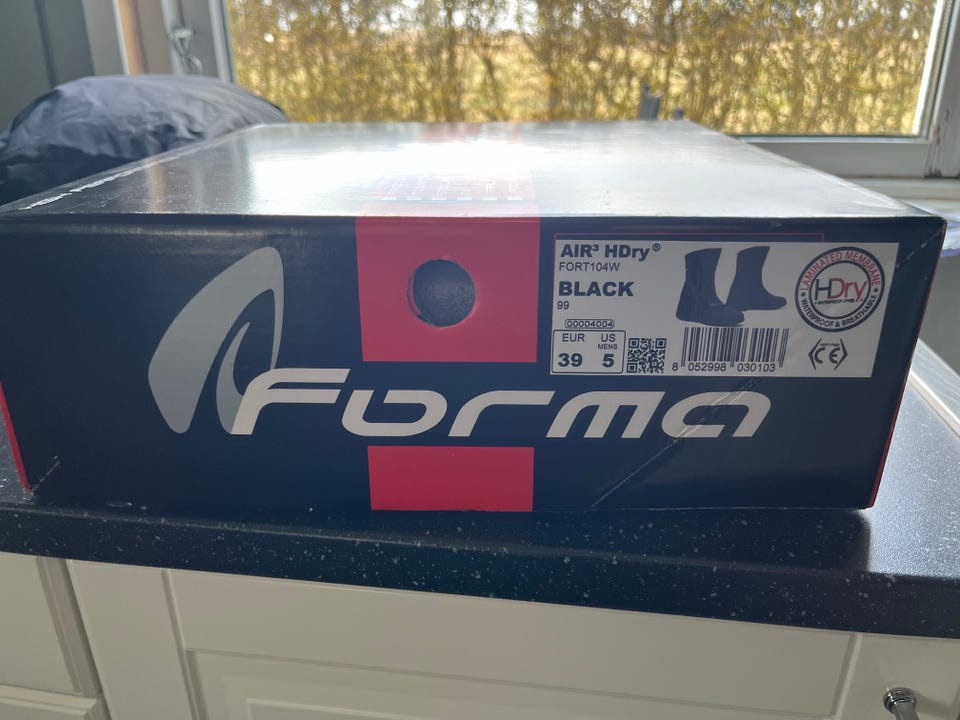 AIR³ HDry®
FORT104W
BLACK
99
00004004
EUR US
MENS
39 5
8 052998 030103
LAMINATED MEMBRANE
HDry
WATERPROOF & BREATHABLE
CE
Forma